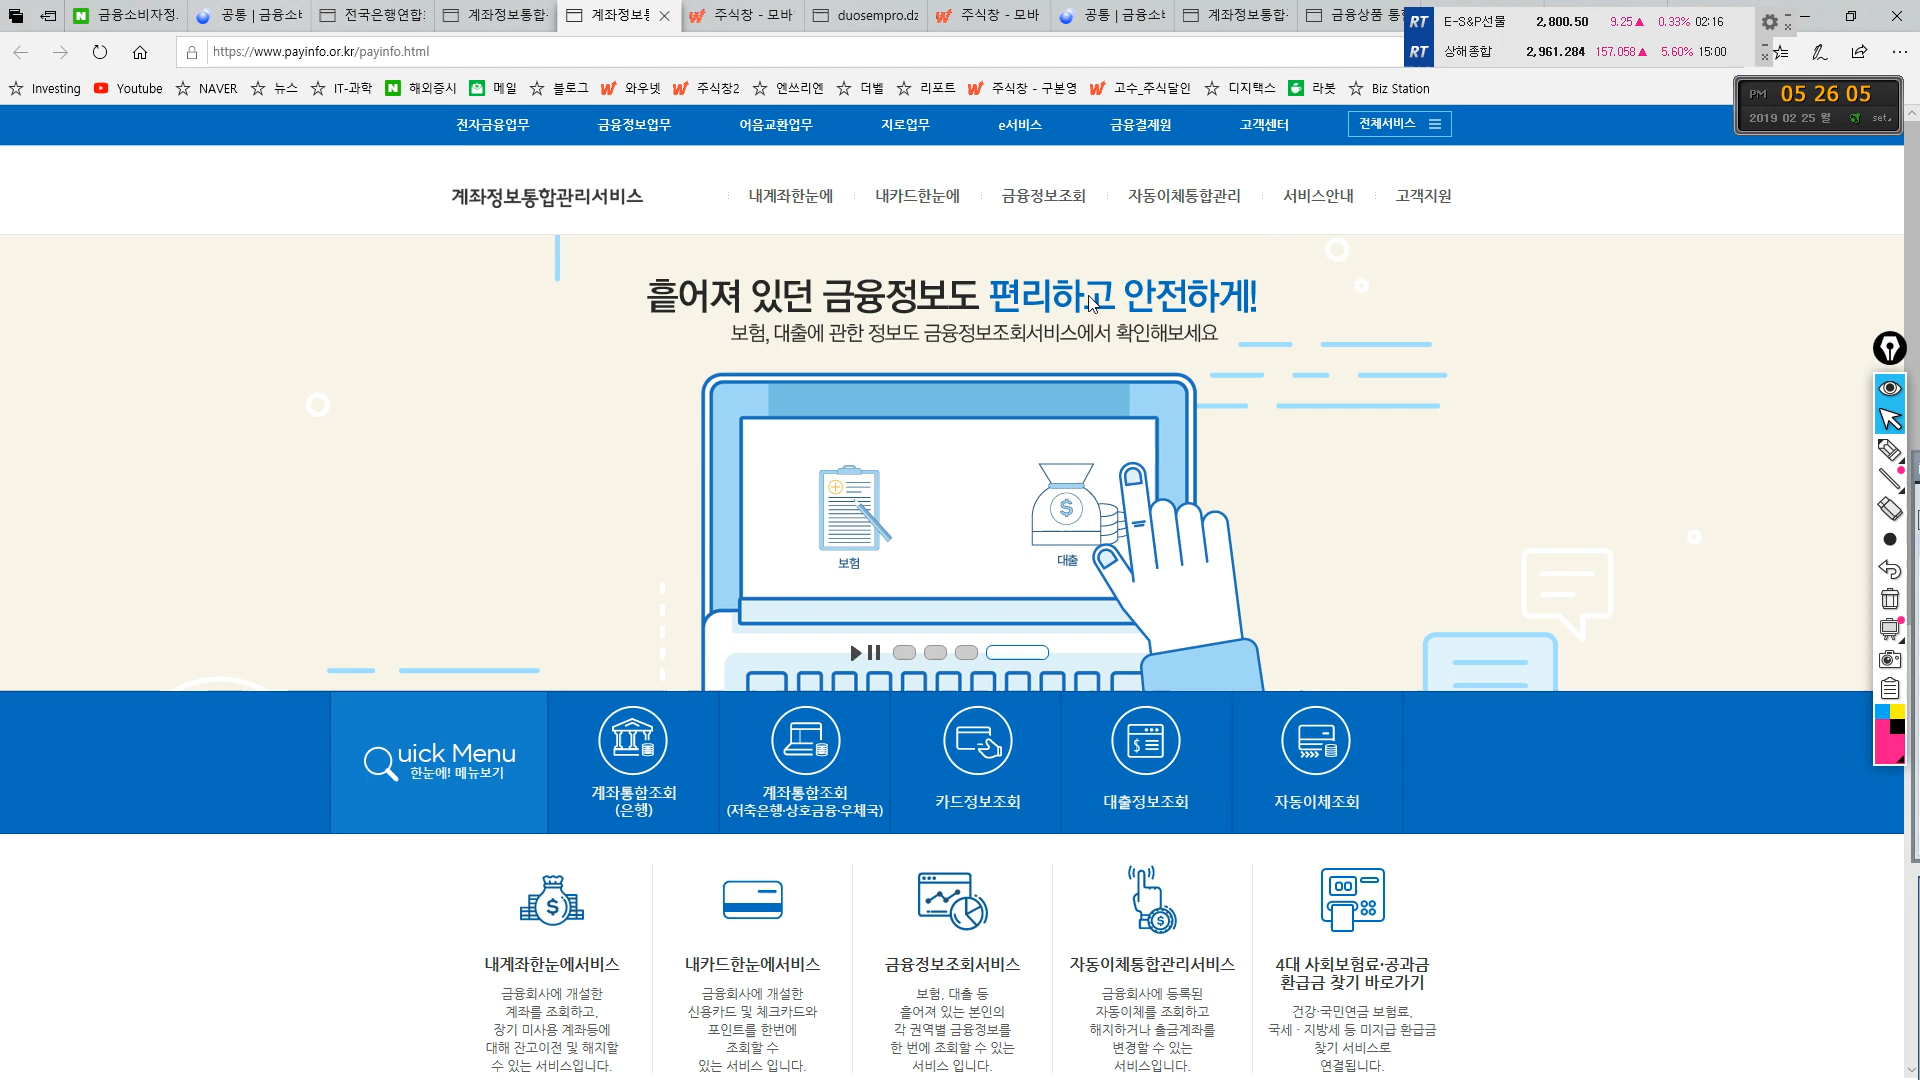 금융소비자정.
공통 | 금융소ㅂ
전국은행연합:
계좌정보통합·
계좌정보!
주식창 - 모바
duosempro.dz
주식창 - 모바
공통 | 금융소ㅂ
계좌정보통합·
금융상품 통
RT E-S&P선물 2,800.50 9.25▲ 0.33% 02:16
RT 상해종합 2,961.284 157.058▲ 5.60% 15:00
https://www.payinfo.or.kr/payinfo.html
Investing Youtube NAVER 뉴스 IT-과학 해외증시 메일 블로그 와우넷 주식창2 엔쓰리엔 더벨 리포트 주식창 - 구본영 고수_주식달인 디지택스 라봇 Biz Station
PM 05 26 05
2019 02 25 월 set
전자금융업무 금융정보업무 어음교환업무 지로업무 e서비스 금융결제원 고객센터 전체서비스
계좌정보통합관리서비스 내계좌한눈에 내카드한눈에 금융정보조회 자동이체통합관리 서비스안내 고객지원
흩어져 있던 금융정보도 편리하고 안전하게!
보험, 대출에 관한 정보도 금융정보조회서비스에서 확인해보세요
보험
대출
Quick Menu
한눈에! 메뉴보기
계좌통합조회
(은행)
계좌통합조회
(저축은행·상호금융·우체국)
카드정보조회
대출정보조회
자동이체조회
내계좌한눈에서비스
금융회사에 개설한
계좌를 조회하고,
장기 미사용 계좌등에
대해 잔고이전 및 해지할
수 있는 서비스입니다.
내카드한눈에서비스
금융회사에 개설한
신용카드 및 체크카드와
포인트를 한번에
조회할 수
있는 서비스 입니다.
금융정보조회서비스
보험, 대출 등
흩어져 있는 본인의
각 권역별 금융정보를
한 번에 조회할 수 있는
서비스 입니다.
자동이체통합관리서비스
금융회사에 등록된
자동이체를 조회하고
해지하거나 출금계좌를
변경할 수 있는
서비스입니다.
4대 사회보험료·공과금
환급금 찾기 바로가기
건강·국민연금 보험료,
국세 · 지방세 등 미지급 환급금
찾기 서비스로
연결됩니다.